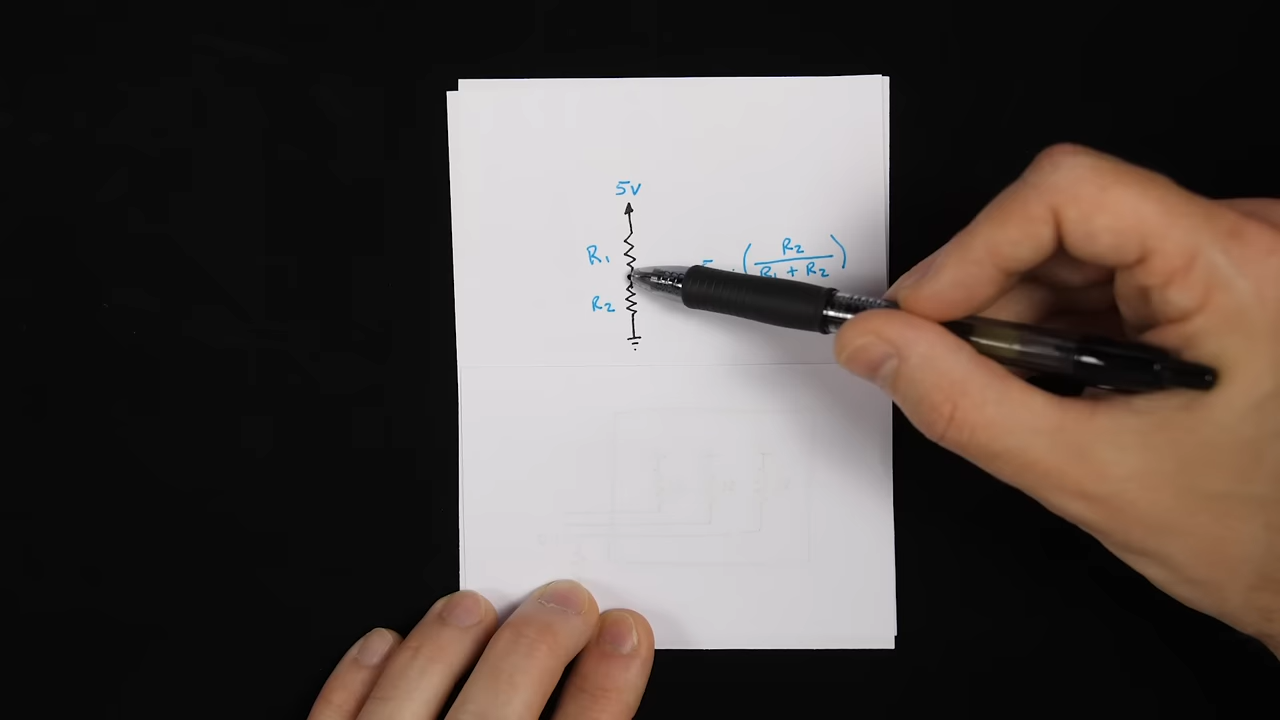 5V
R₁
R₂
( R₂
R₁ + R₂ )